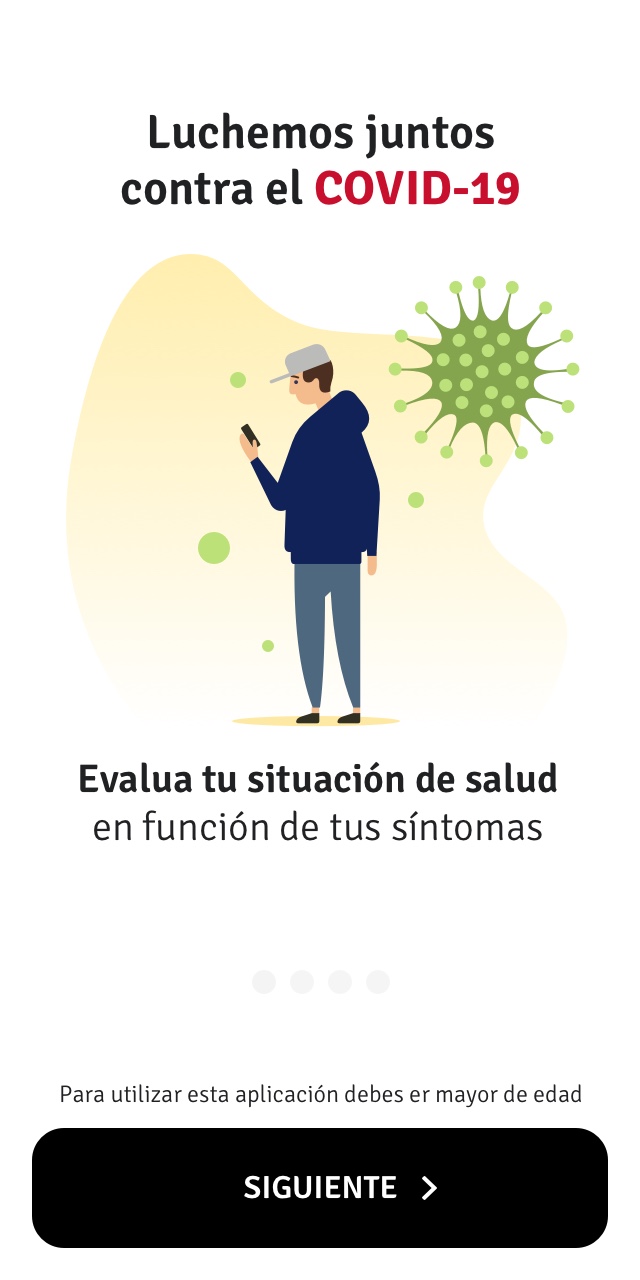 Luchemos juntos
contra el COVID-19
Evalua tu situación de salud
en función de tus síntomas
Para utilizar esta aplicación debes er mayor de edad
SIGUIENTE